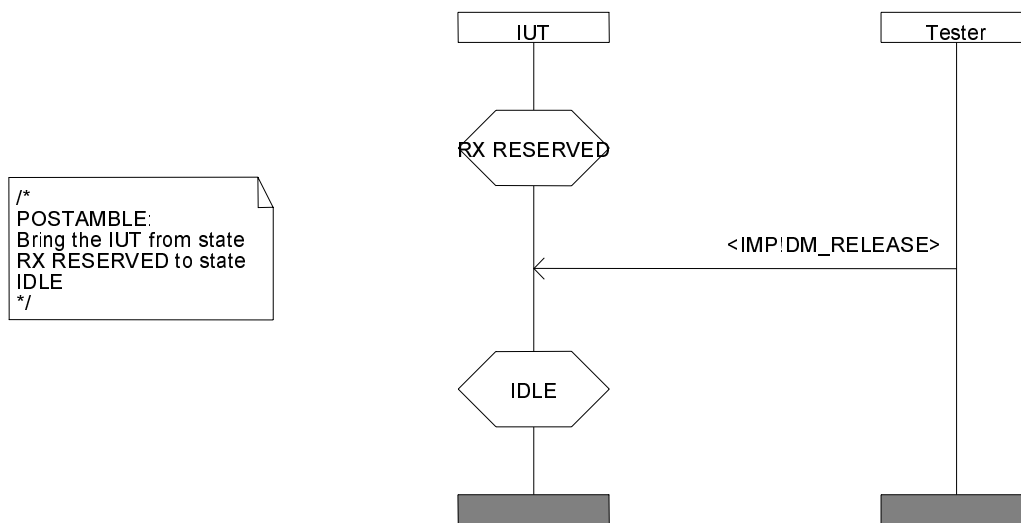 IUT
Tester
RX RESERVED
/*
POSTAMBLE:
Bring the IUT from state
RX RESERVED to state
IDLE
*/
<IMP!DM_RELEASE>
IDLE